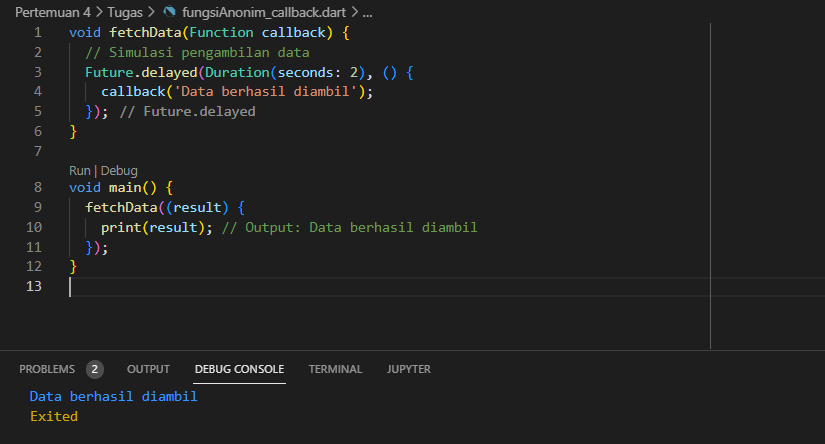 Pertemuan 4 > Tugas > fungsiAnonim_callback.dart > ...
1 void fetchData(Function callback) {
2 // Simulasi pengambilan data
3 Future.delayed(Duration(seconds: 2), () {
4 callback('Data berhasil diambil');
5 }); // Future.delayed
6 }
7
Run | Debug
8 void main() {
9 fetchData((result) {
10 print(result); // Output: Data berhasil diambil
11 });
12 }
13
PROBLEMS 2 OUTPUT DEBUG CONSOLE TERMINAL JUPYTER
Data berhasil diambil
Exited